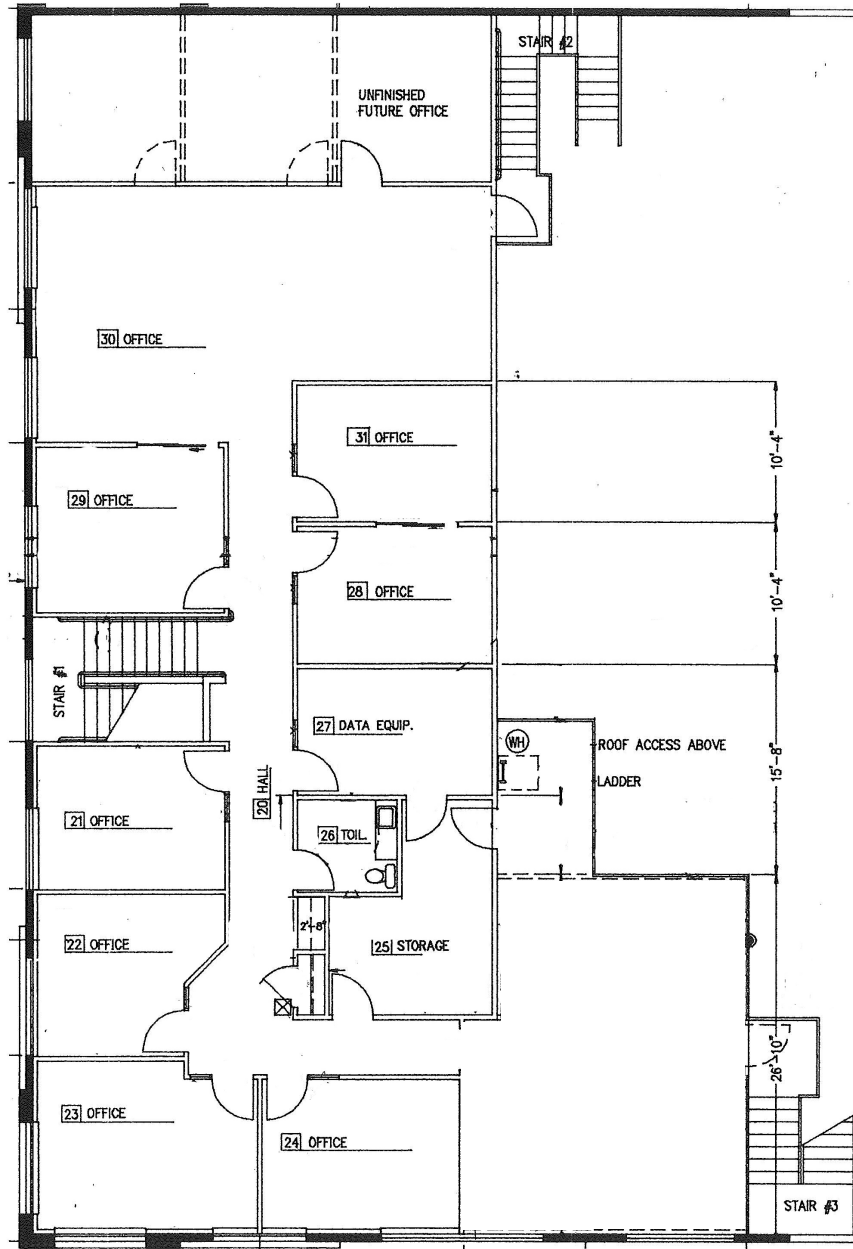 STAIR #2
UNFINISHED
FUTURE OFFICE
30 OFFICE
31 OFFICE
10'-4"
29 OFFICE
28 OFFICE
10'-4"
STAIR #1
27 DATA EQUIP.
WH
ROOF ACCESS ABOVE
LADDER
15'-8"
20 HALL
21 OFFICE
26 TOIL.
2'-8"
22 OFFICE
25 STORAGE
26'-10"
23 OFFICE
24 OFFICE
STAIR #3